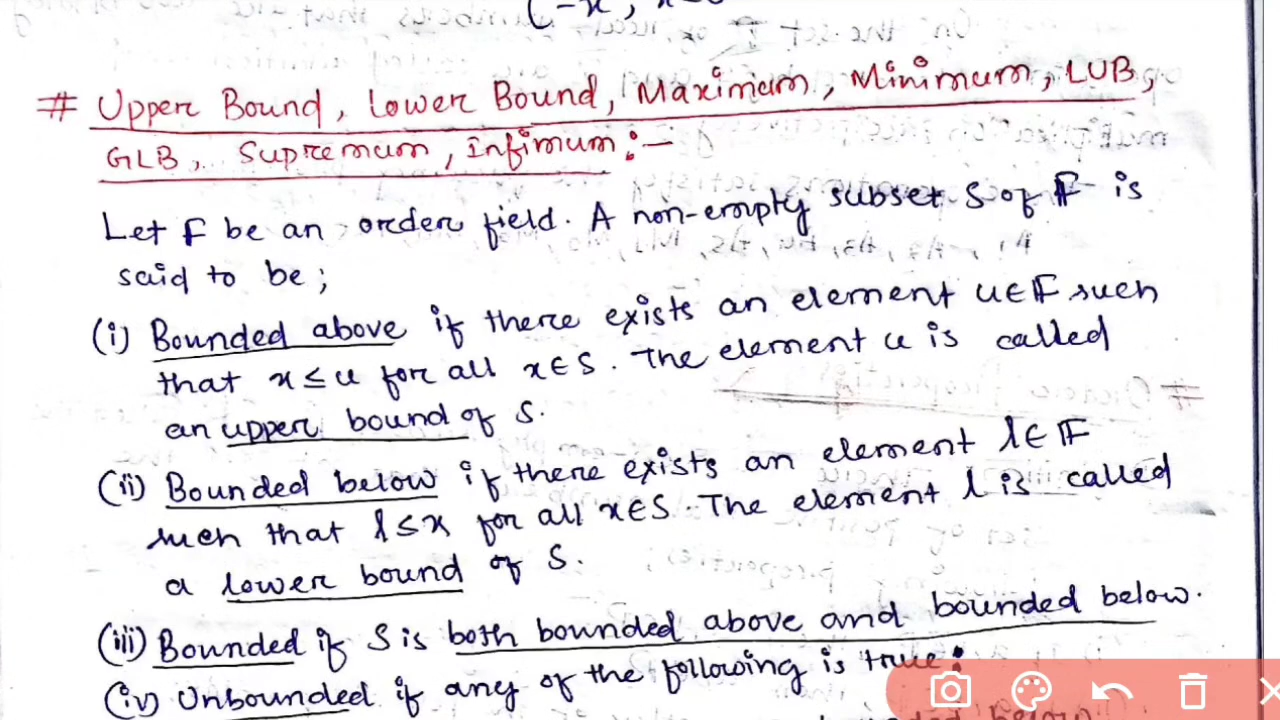 # Upper Bound, Lower Bound, Maximum, Minimum, LUB,
GLB, Supremum, Infimum :-
Let F be an order field. A non-empty subset S of F is
said to be;
(i) Bounded above if there exists an element u∈F such
that x≤u for all x∈S. The element u is called
an upper bound of S.
(ii) Bounded below if there exists an element l∈F
such that l≤x for all x∈S. The element l is called
a lower bound of S.
(iii) Bounded if S is both bounded above and bounded below.
(iv) Unbounded if any of the following is true: